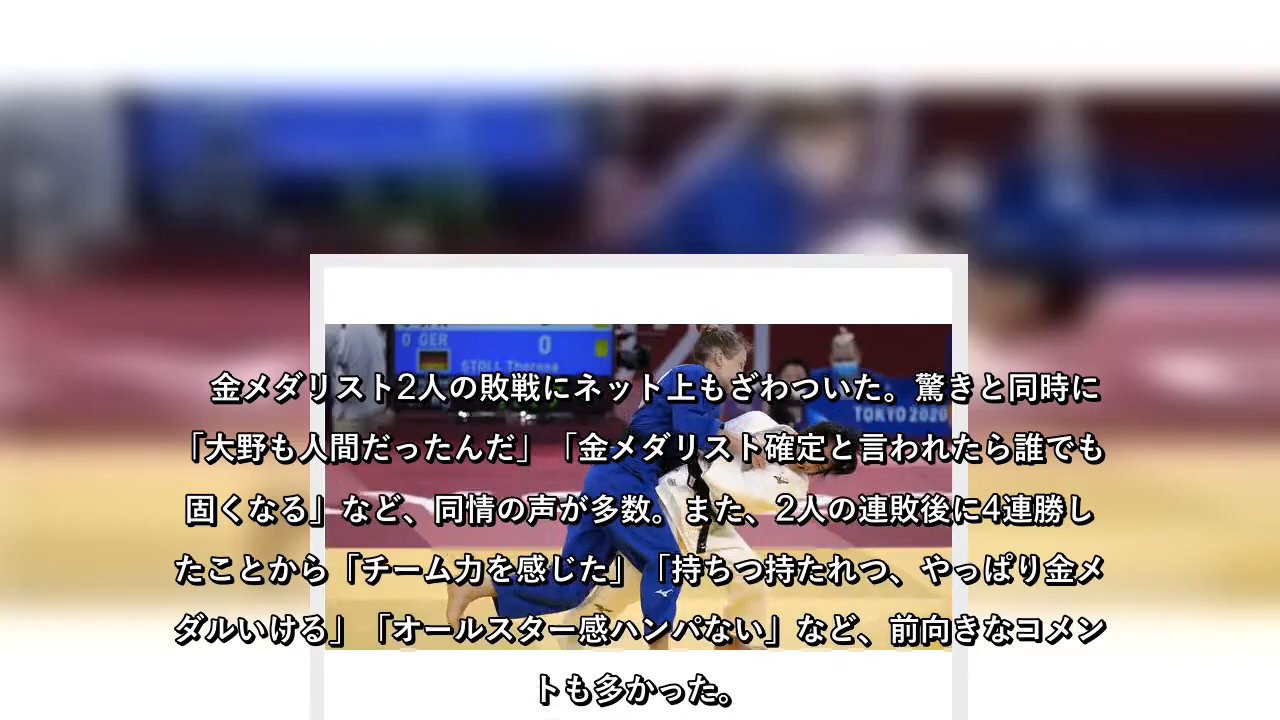 0 GER
0
STOLL Theresa
TOKYO 2020
金メダリスト2人の敗戦にネット上もざわついた。驚きと同時に
「大野も人間だったんだ」「金メダリスト確定と言われたら誰でも
固くなる」など、同情の声が多数。また、2人の連敗後に4連勝し
たことから「チーム力を感じた」「持ちつ持たれつ、やっぱり金メ
ダルいける」「オールスター感ハンパない」など、前向きなコメン
トも多かった。